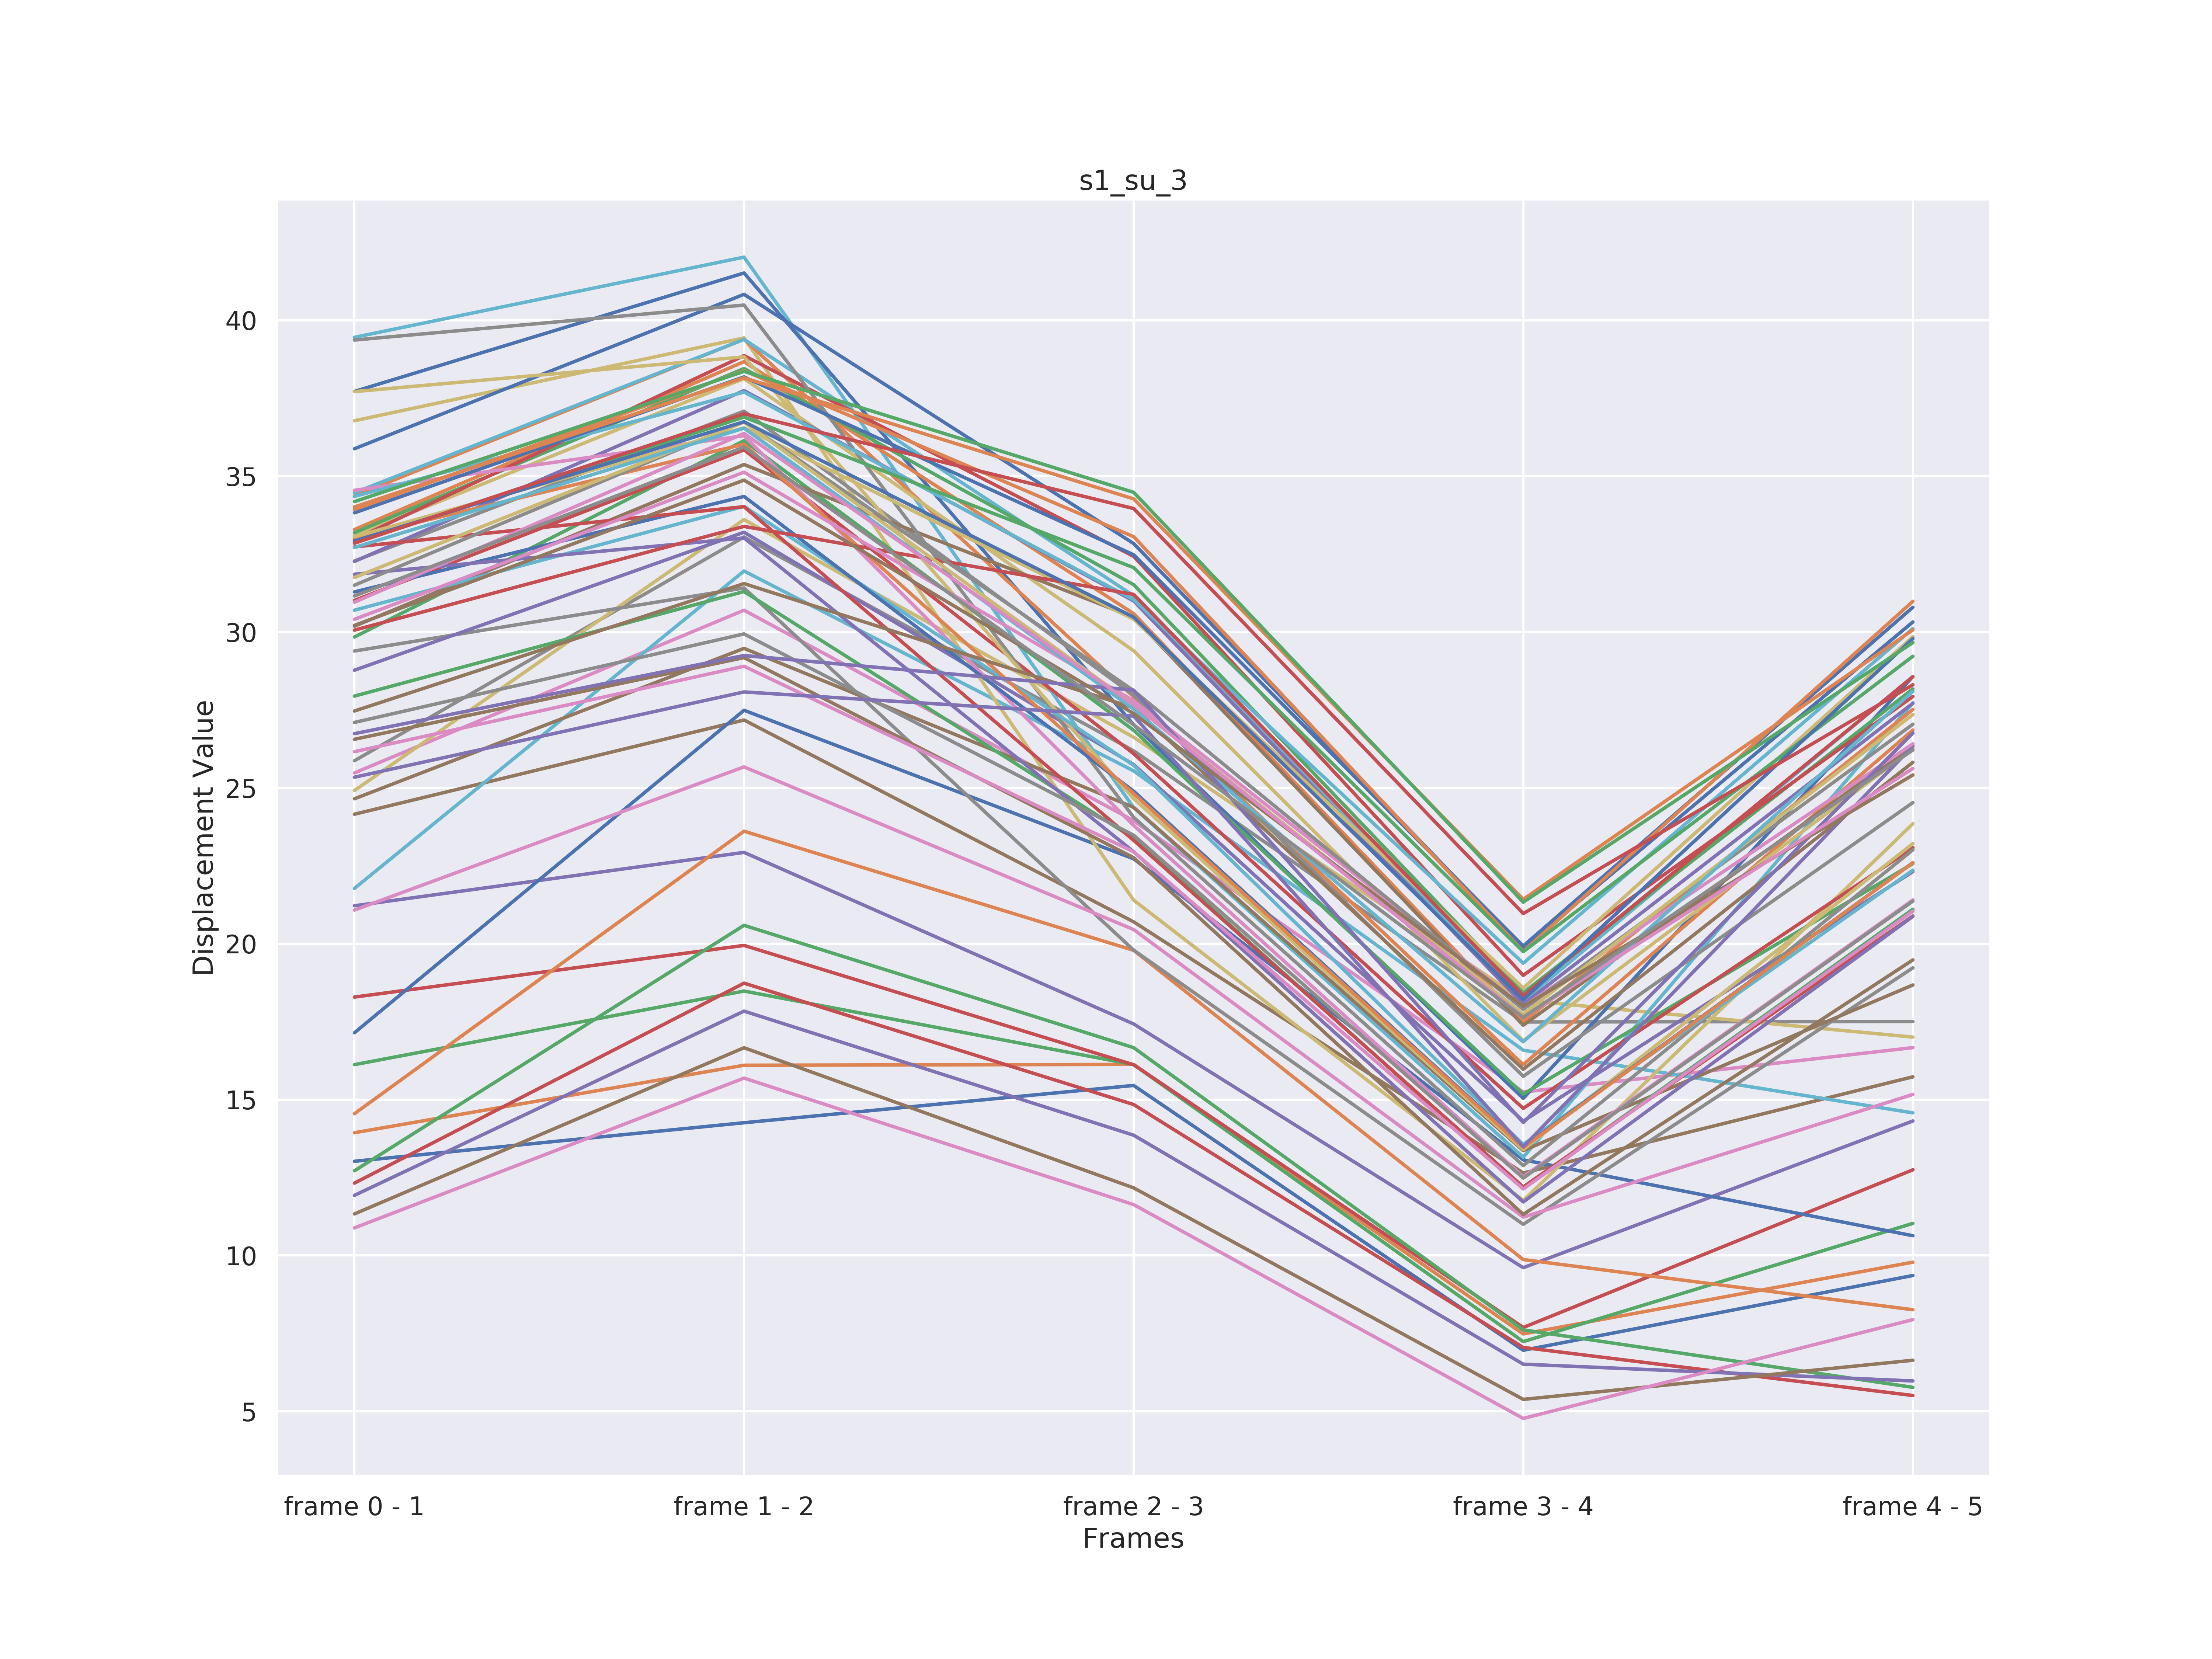 s1_su_3
Displacement Value
40
35
30
25
20
15
10
5
frame 0 - 1
frame 1 - 2
frame 2 - 3
frame 3 - 4
frame 4 - 5
Frames